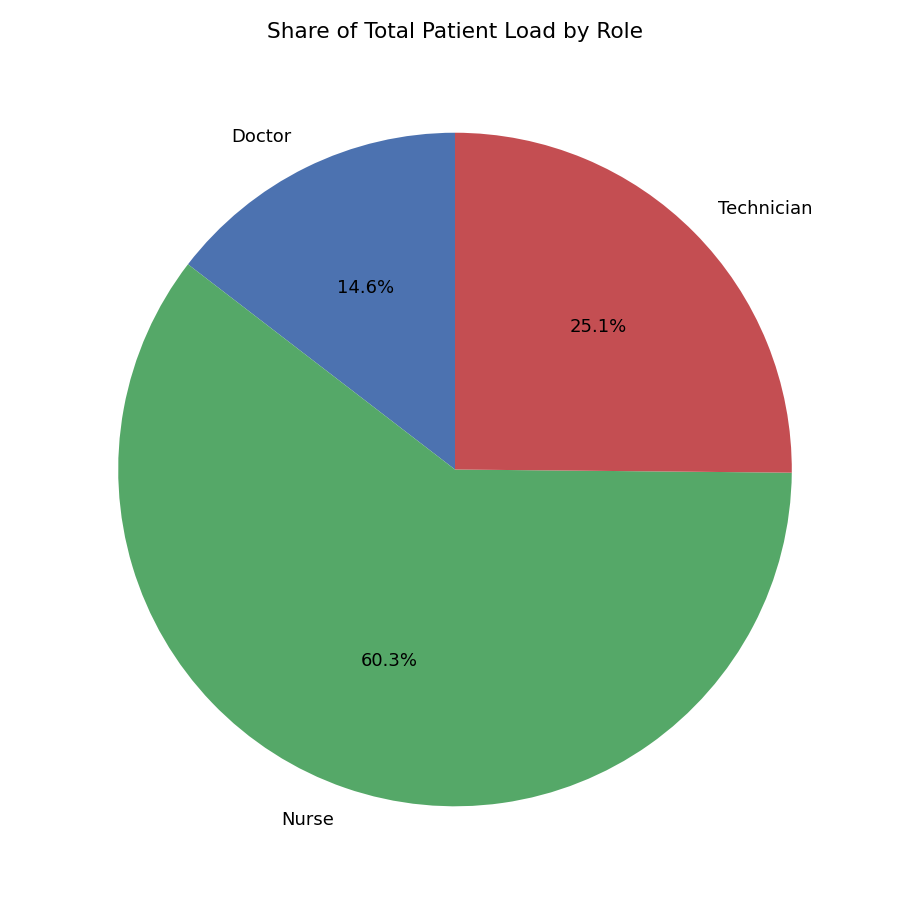 Share of Total Patient Load by Role
Doctor
Technician
14.6%
25.1%
60.3%
Nurse